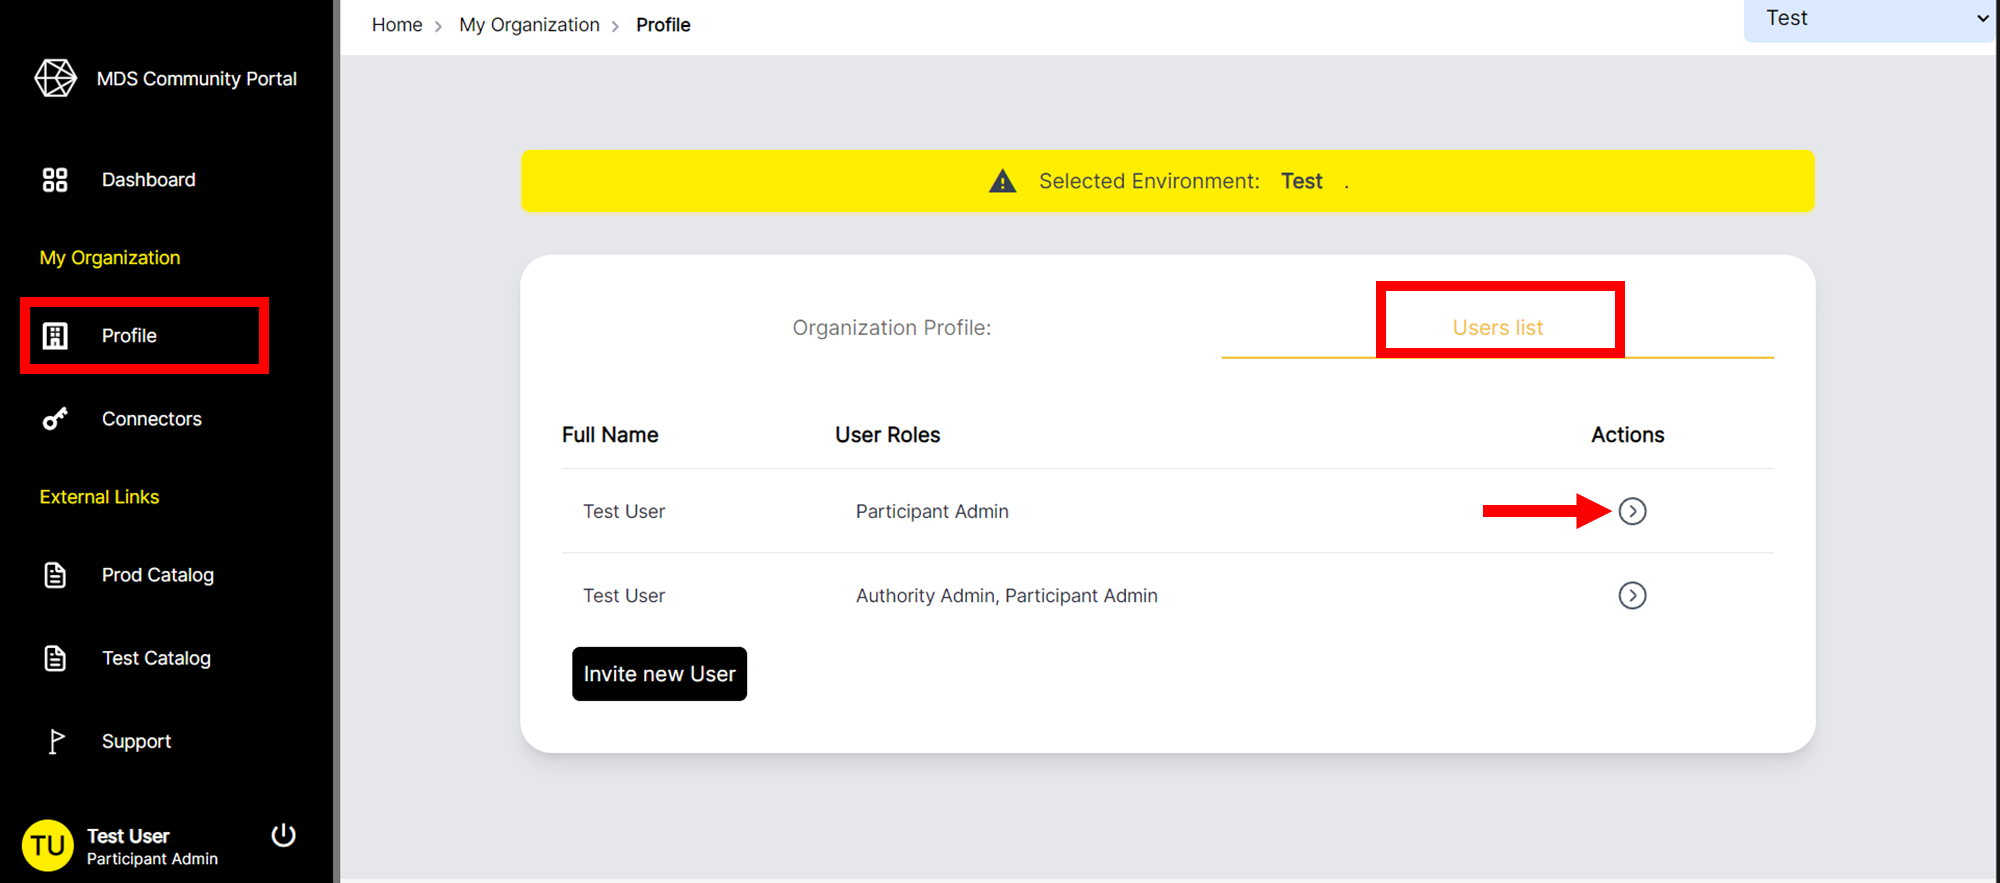 MDS Community Portal
Dashboard
My Organization
Profile
Connectors
External Links
Prod Catalog
Test Catalog
Support
TU
Test User
Participant Admin
Home > My Organization > Profile
Test
Selected Environment: Test .
Organization Profile: Users list
Full Name User Roles Actions
Test User Participant Admin
Test User Authority Admin, Participant Admin
Invite new User